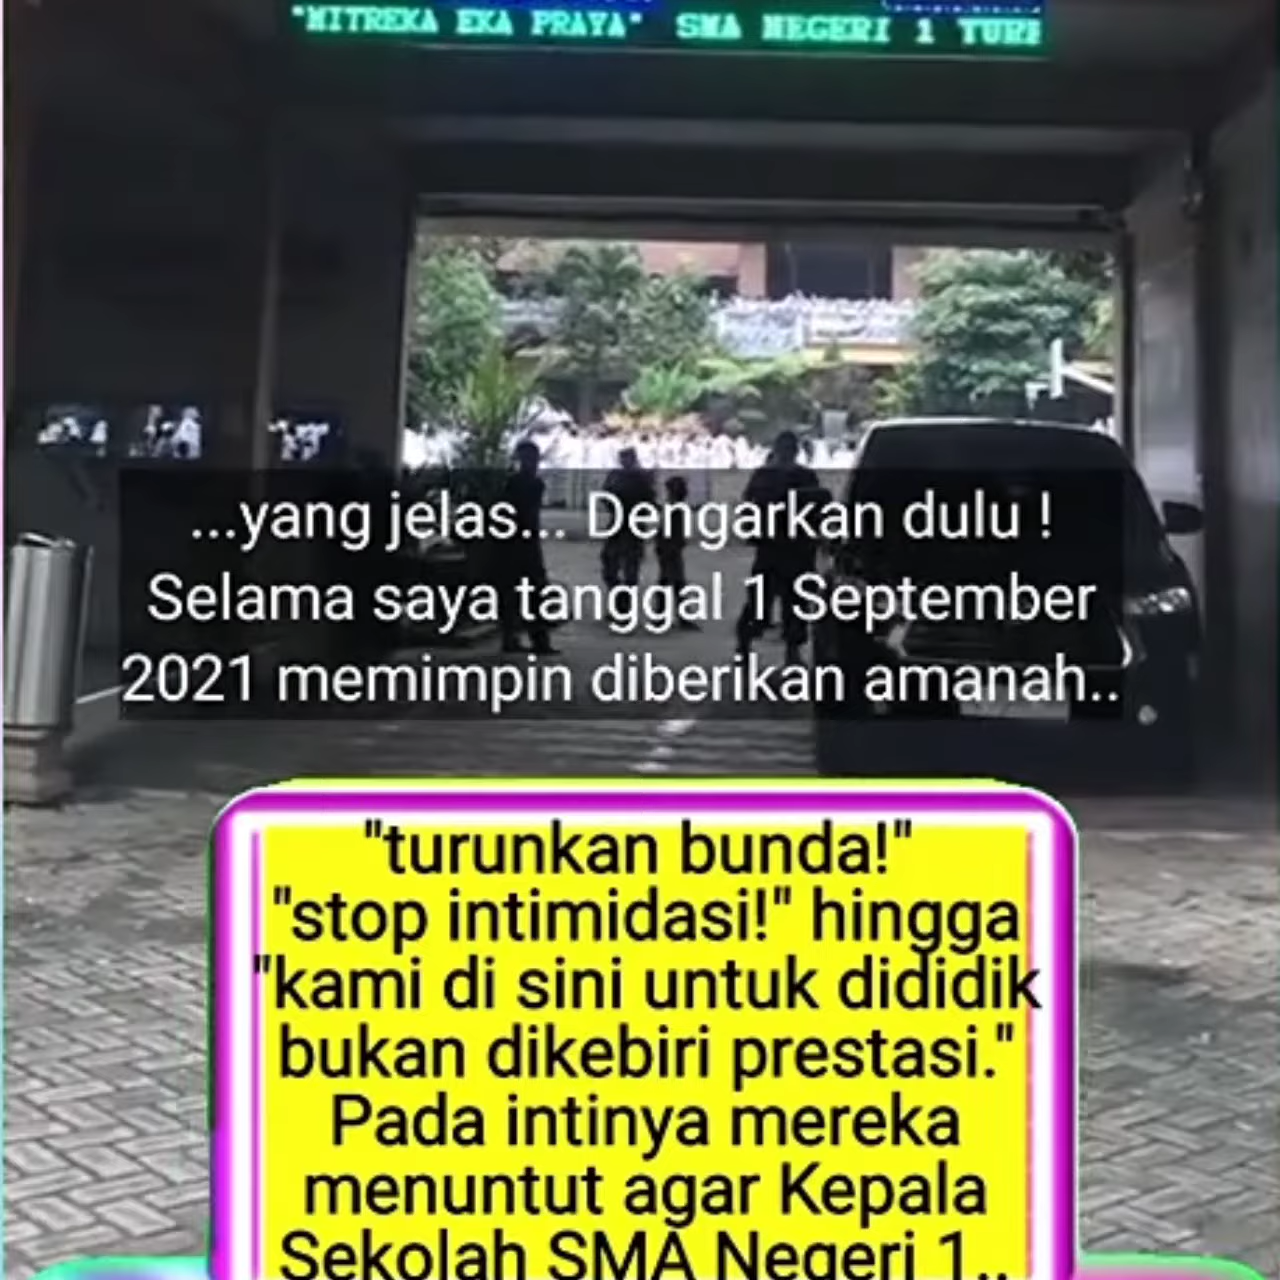 "MITREKA EKA PRAYA" SMA NEGERI 1 TURE
...yang jelas... Dengarkan dulu !
Selama saya tanggal 1 September
2021 memimpin diberikan amanah..
"turunkan bunda!"
"stop intimidasi!" hingga
"kami di sini untuk dididik
bukan dikebiri prestasi."
Pada intinya mereka
menuntut agar Kepala
Sekolah SMA Negeri 1..